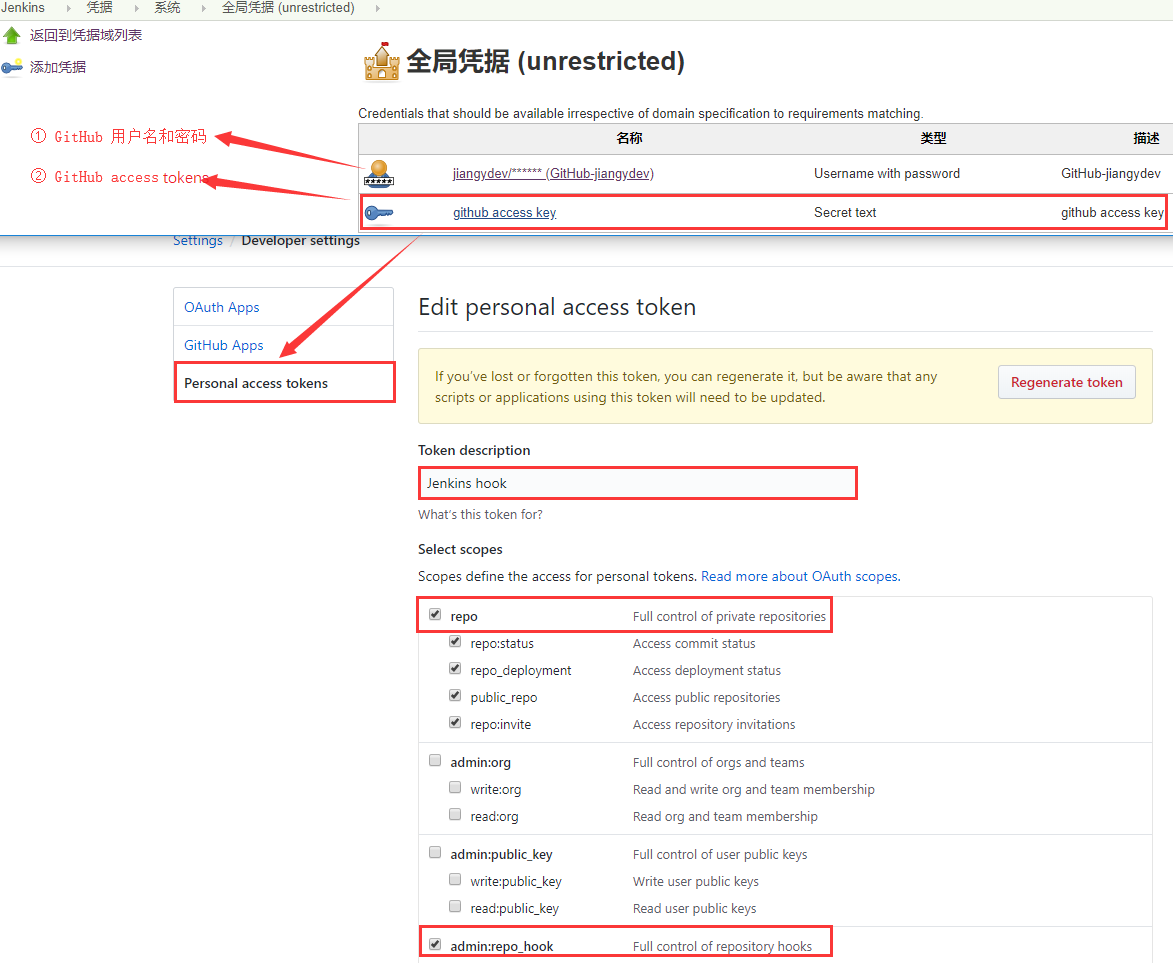 Jenkins 凭据 系统 全局凭据 (unrestricted)
返回到凭据域列表
添加凭据
全局凭据 (unrestricted)
Credentials that should be available irrespective of domain specification to requirements matching.
名称 类型 描述
① GitHub 用户名和密码
jiangydev/****** (GitHub-jiangydev) Username with password GitHub-jiangydev
② GitHub access tokens
github access key Secret text github access key
Settings / Developer settings
OAuth Apps
GitHub Apps
Personal access tokens
Edit personal access token
If you've lost or forgotten this token, you can regenerate it, but be aware that any
scripts or applications using this token will need to be updated.
Regenerate token
Token description
Jenkins hook
What's this token for?
Select scopes
Scopes define the access for personal tokens. Read more about OAuth scopes.
repo Full control of private repositories
repo:status Access commit status
repo_deployment Access deployment status
public_repo Access public repositories
repo:invite Access repository invitations
admin:org Full control of orgs and teams
write:org Read and write org and team membership
read:org Read org and team membership
admin:public_key Full control of user public keys
write:public_key Write user public keys
read:public_key Read user public keys
admin:repo_hook Full control of repository hooks